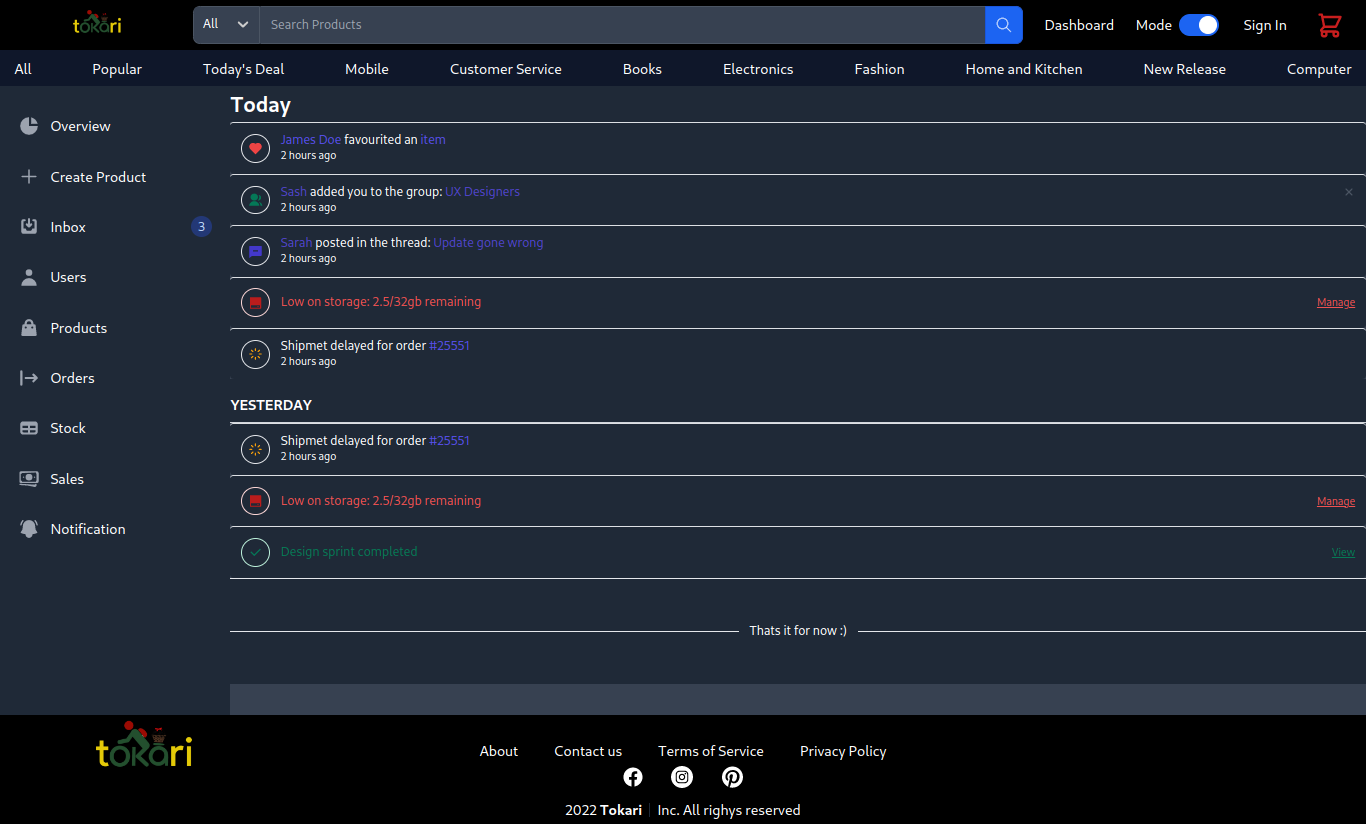 tokari
All
Search Products
Dashboard
Mode
Sign In
All Popular Today's Deal Mobile Customer Service Books Electronics Fashion Home and Kitchen New Release Computer
Overview
Create Product
Inbox 3
Users
Products
Orders
Stock
Sales
Notification
Today
James Doe favourited an item
2 hours ago
Sash added you to the group: UX Designers
2 hours ago
Sarah posted in the thread: Update gone wrong
2 hours ago
Low on storage: 2.5/32gb remaining Manage
Shipmet delayed for order #25551
2 hours ago
YESTERDAY
Shipmet delayed for order #25551
2 hours ago
Low on storage: 2.5/32gb remaining Manage
Design sprint completed View
Thats it for now :)
tokari
About Contact us Terms of Service Privacy Policy
2022 Tokari Inc. All righys reserved